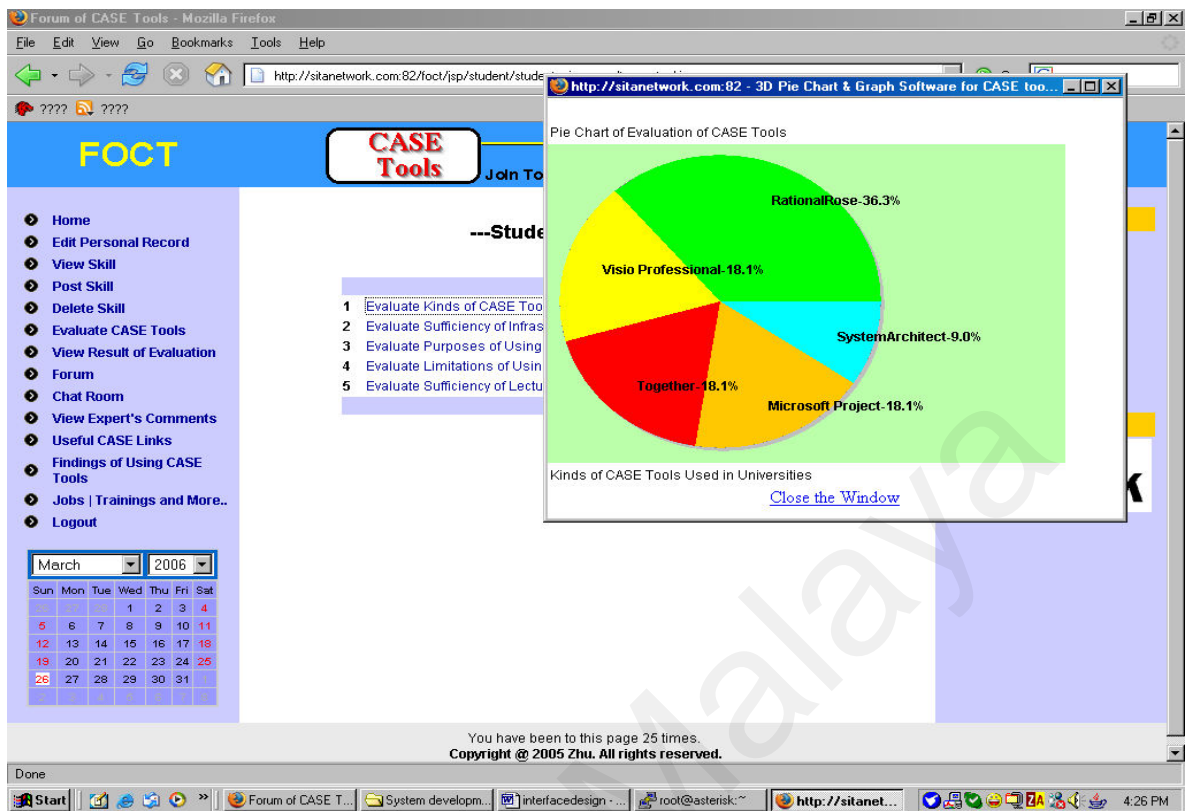 Forum of CASE Tools - Mozilla Firefox
File Edit View Go Bookmarks Tools Help
http://sitanetwork.com:82/foct/jsp/student/stude
???? ????
FOCT
CASE Tools
Join To
Home
Edit Personal Record
View Skill
Post Skill
Delete Skill
Evaluate CASE Tools
View Result of Evaluation
Forum
Chat Room
View Expert's Comments
Useful CASE Links
Findings of Using CASE
Tools
Jobs | Trainings and More..
Logout
March 2006
Sun Mon Tue Wed Thu Fri Sat
1 2 3 4
5 6 7 8 9 10 11
12 13 14 15 16 17 18
19 20 21 22 23 24 25
26 27 28 29 30 31
---Stude
1 Evaluate Kinds of CASE Too
2 Evaluate Sufficiency of Infras
3 Evaluate Purposes of Using
4 Evaluate Limitations of Usin
5 Evaluate Sufficiency of Lectu
http://sitanetwork.com:82 - 3D Pie Chart & Graph Software for CASE too...
Pie Chart of Evaluation of CASE Tools
RationalRose-36.3%
Visio Professional-18.1%
SystemArchitect-9.0%
Together-18.1%
Microsoft Project-18.1%
Kinds of CASE Tools Used in Universities
Close the Window
You have been to this page 25 times.
Copyright @ 2005 Zhu. All rights reserved.
Done
Start Forum of CASE T... System developm... interfacedesign - ... root@asterisk:~ http://sitanet... 4:26 PM
Malaya